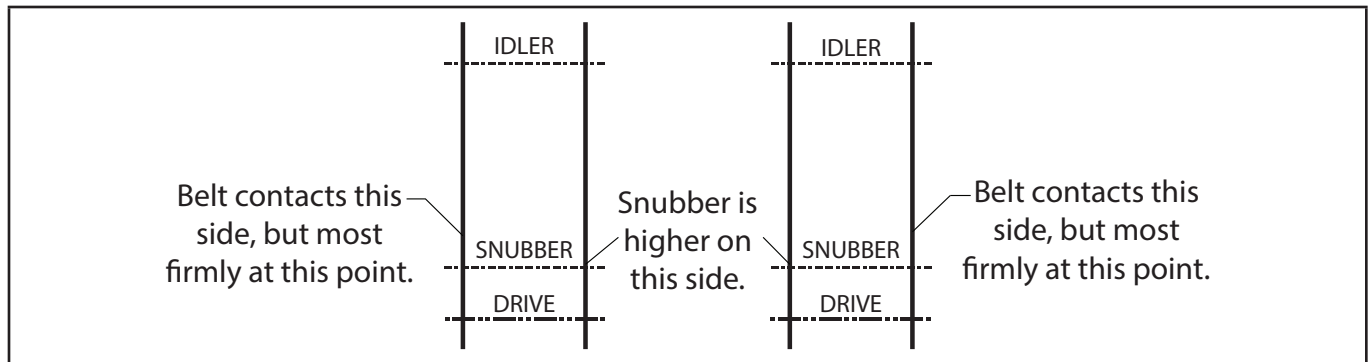 IDLER
IDLER
Belt contacts this
side, but most
firmly at this point.
Snubber is
higher on
this side.
Belt contacts this
side, but most
firmly at this point.
SNUBBER
SNUBBER
DRIVE
DRIVE